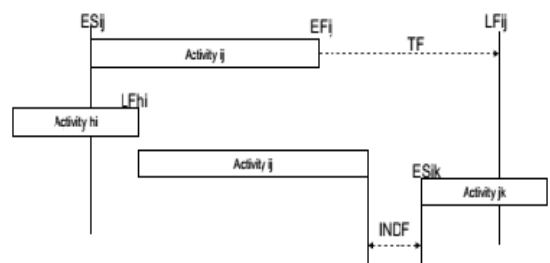 ESij
EFij
LFij
Activity ij
TF
LFhi
Activity hi
Activity ij
ESjk
Activity jk
INDF